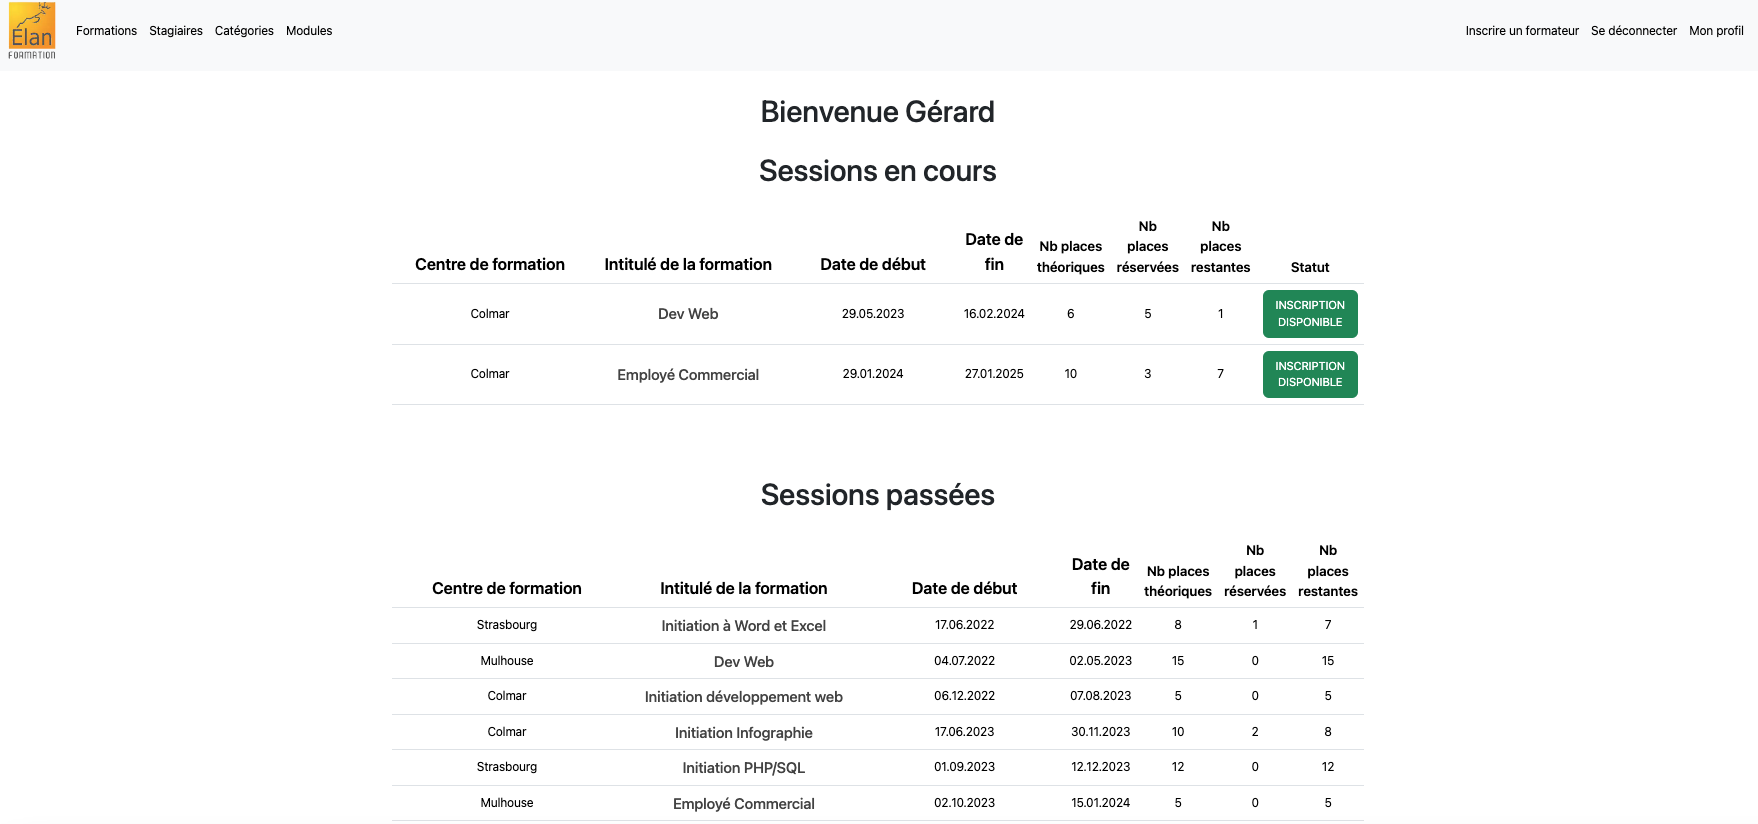 Élan
FORMATION
Formations Stagiaires Catégories Modules Inscrire un formateur Se déconnecter Mon profil
Bienvenue Gérard
Sessions en cours
Centre de formation Intitulé de la formation Date de début Date de fin Nb places théoriques Nb places réservées Nb places restantes Statut
Colmar Dev Web 29.05.2023 16.02.2024 6 5 1 INSCRIPTION DISPONIBLE
Colmar Employé Commercial 29.01.2024 27.01.2025 10 3 7 INSCRIPTION DISPONIBLE
Sessions passées
Centre de formation Intitulé de la formation Date de début Date de fin Nb places théoriques Nb places réservées Nb places restantes
Strasbourg Initiation à Word et Excel 17.06.2022 29.06.2022 8 1 7
Mulhouse Dev Web 04.07.2022 02.05.2023 15 0 15
Colmar Initiation développement web 06.12.2022 07.08.2023 5 0 5
Colmar Initiation Infographie 17.06.2023 30.11.2023 10 2 8
Strasbourg Initiation PHP/SQL 01.09.2023 12.12.2023 12 0 12
Mulhouse Employé Commercial 02.10.2023 15.01.2024 5 0 5